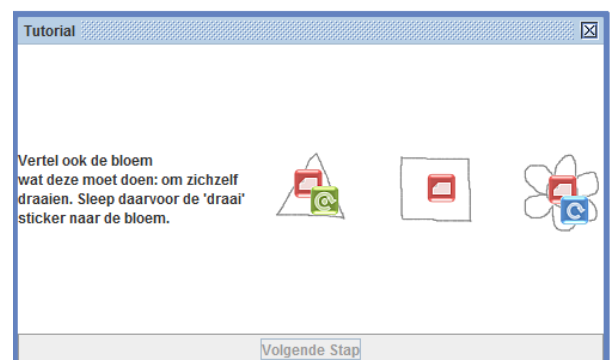 Tutorial
Vertel ook de bloem
wat deze moet doen: om zichzelf
draaien. Sleep daarvoor de 'draai'
sticker naar de bloem.
Volgende Stap